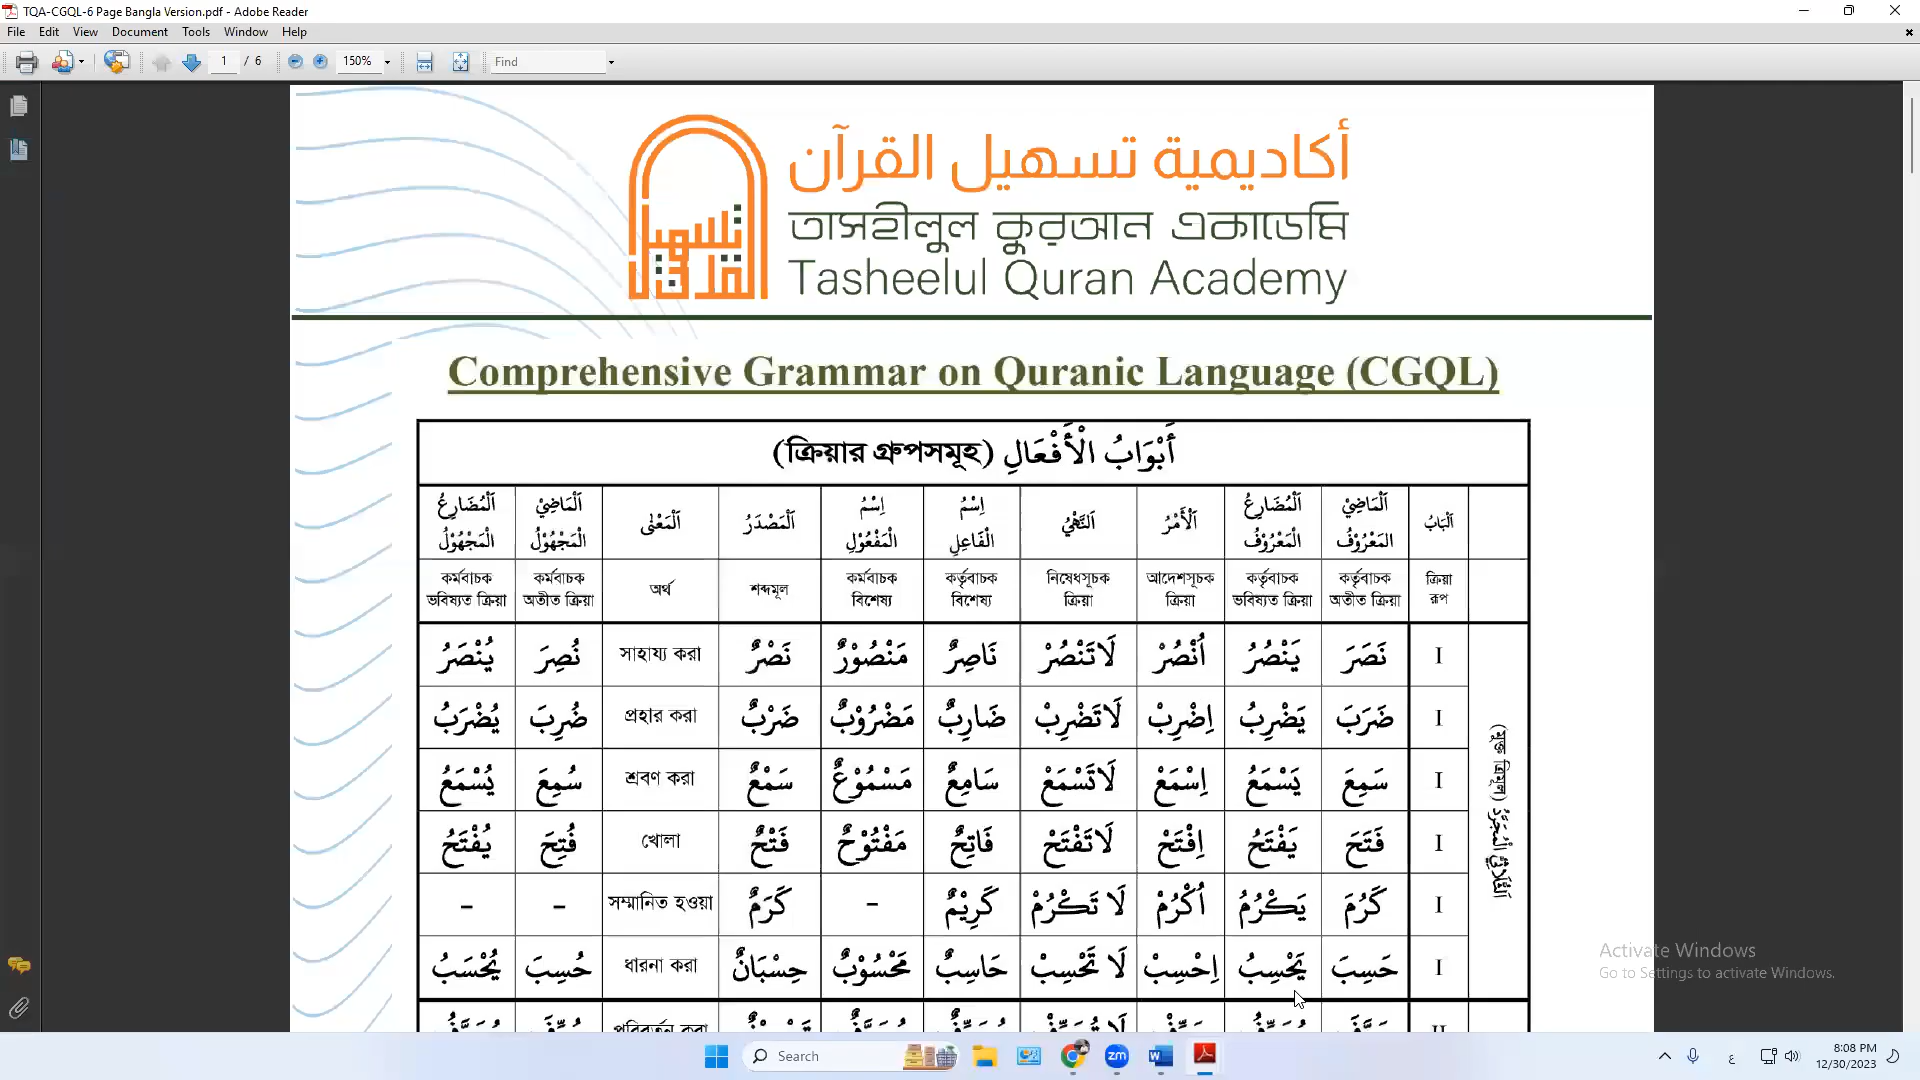 TQA-CGQL-6 Page Bangla Version.pdf - Adobe Reader
File Edit View Document Tools Window Help
1 / 6 150% Find
أكاديمية تسهيل القرآن
তাসহীলুল কুরআন একাডেমি
Tasheelul Quran Academy
Comprehensive Grammar on Quranic Language (CGQL)
أَبْوَابُ الْأَفْعَالِ (ক্রিয়ার গ্রুপসমূহ)
اَلْبَابُ اَلْمَاضِيْ المَعْرُوْفُ اَلْمُضَارِعُ الْمَعْرُوْفُ اَلْأَمْرُ اَلنَّهْيُ اِسْمُ الْفَاعِلِ اِسْمُ الْمَفْعُوْلِ اَلْمَصْدَرُ اَلْمَعْنٰى اَلْمَاضِيْ الْمَجْهُوْلُ اَلْمُضَارِعُ الْمَجْهُوْلُ
ক্রিয়া রূপ কর্তৃবাচক অতীত ক্রিয়া কর্তৃবাচক ভবিষ্যত ক্রিয়া আদেশসূচক ক্রিয়া নিষেধসূচক ক্রিয়া কর্তৃবাচক বিশেষ্য কর্মবাচক বিশেষ্য শব্দমূল অর্থ কর্মবাচক অতীত ক্রিয়া কর্মবাচক ভবিষ্যত ক্রিয়া
اَلثُّلَاثِيُّ الْمُجَرَّدُ (মুক্ত ত্রিমূল)
I نَصَرَ يَنْصُرُ اُنْصُرْ لَاتَنْصُرْ نَاصِرٌ مَنْصُوْرٌ نَصْرٌ সাহায্য করা نُصِرَ يُنْصَرُ
I ضَرَبَ يَضْرِبُ اِضْرِبْ لَاتَضْرِبْ ضَارِبٌ مَضْرُوْبٌ ضَرْبٌ প্রহার করা ضُرِبَ يُضْرَبُ
I سَمِعَ يَسْمَعُ اِسْمَعْ لَاتَسْمَعْ سَامِعٌ مَسْمُوْعٌ سَمْعٌ শ্রবণ করা سُمِعَ يُسْمَعُ
I فَتَحَ يَفْتَحُ اِفْتَحْ لَاتَفْتَحْ فَاتِحٌ مَفْتُوْحٌ فَتْحٌ খোলা فُتِحَ يُفْتَحُ
I كَرُمَ يَكْرُمُ اُكْرُمْ لَا تَكْرُمْ كَرِيْمٌ - كَرَمٌ সম্মানিত হওয়া - -
I حَسِبَ يَحْسِبُ اِحْسِبْ لَا تَحْسِبْ حَاسِبٌ مَحْسُوْبٌ حِسْبَانٌ ধারনা করা حُسِبَ يُحْسَبُ
Activate Windows
Go to Settings to activate Windows.
Search
8:08 PM
12/30/2023